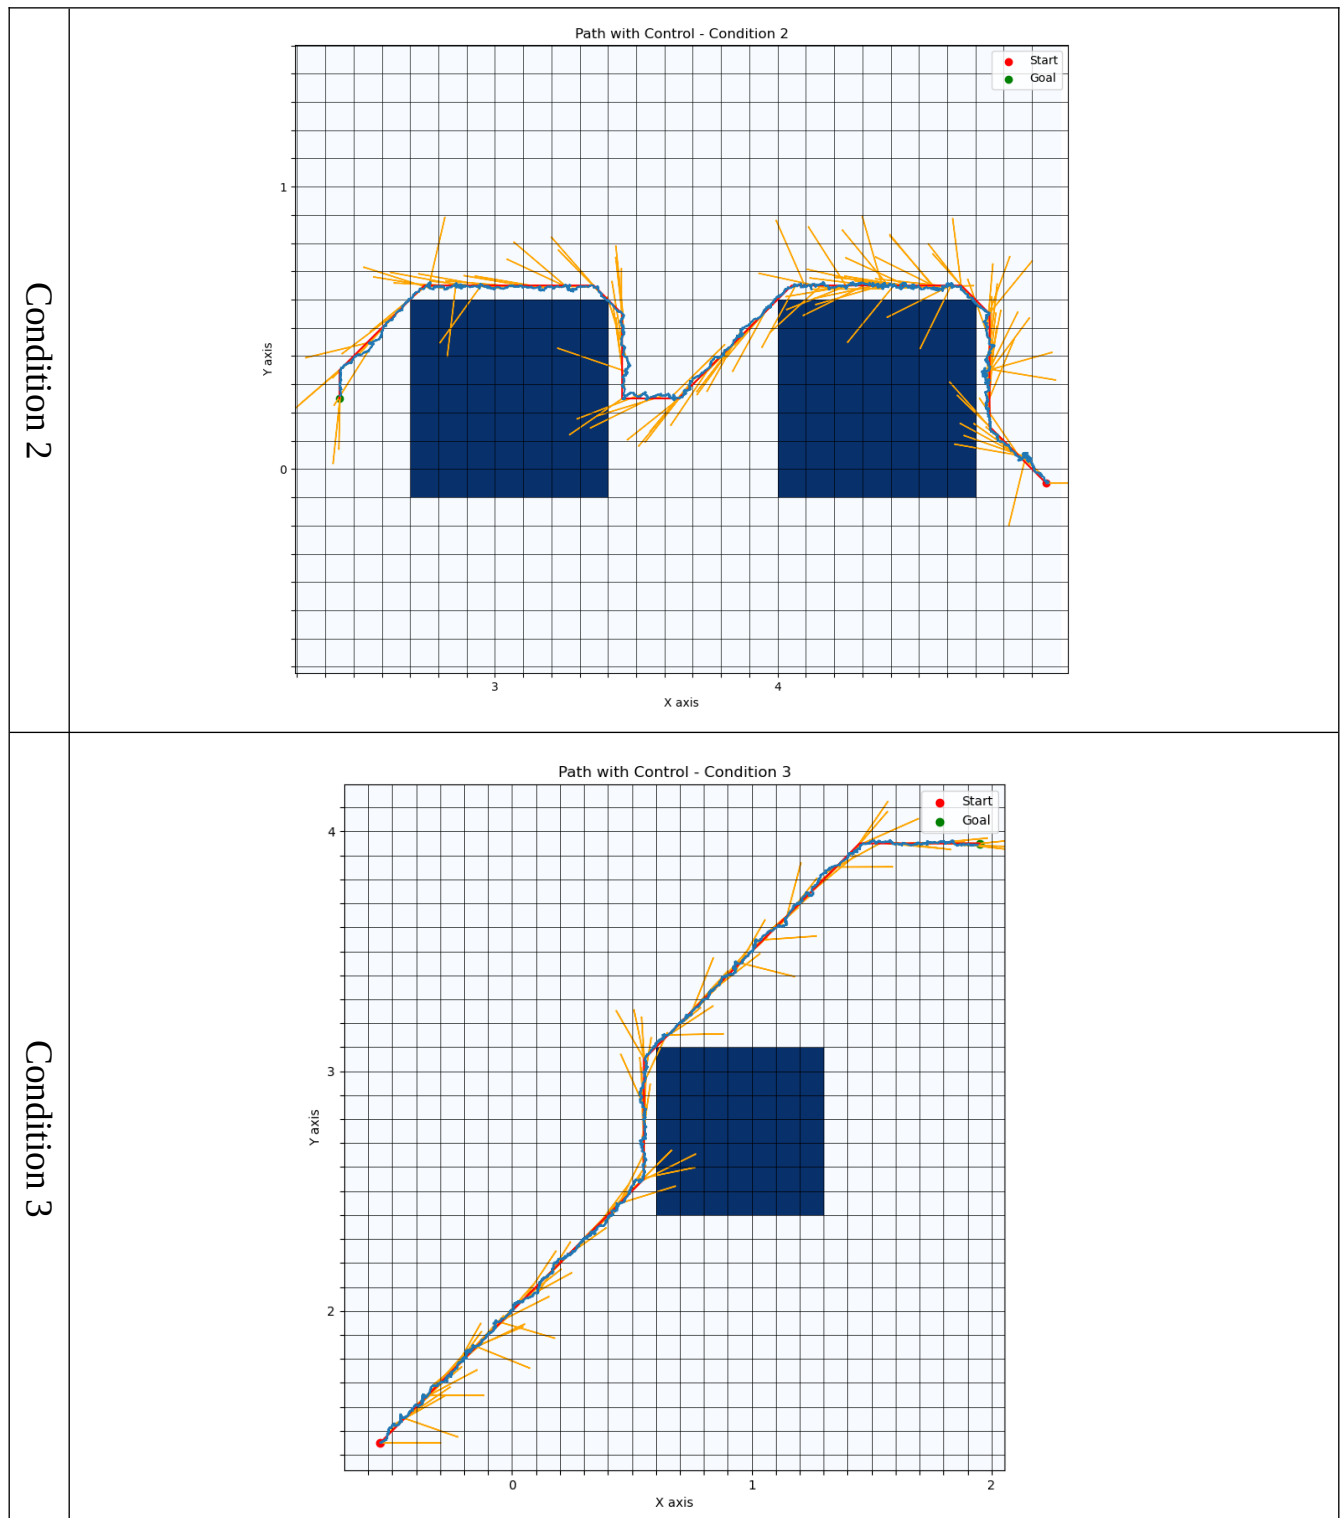 Condition 2
Path with Control - Condition 2
Start
Goal
1
0
Y axis
3
4
X axis
Condition 3
Path with Control - Condition 3
Start
Goal
4
3
2
Y axis
0
1
2
X axis